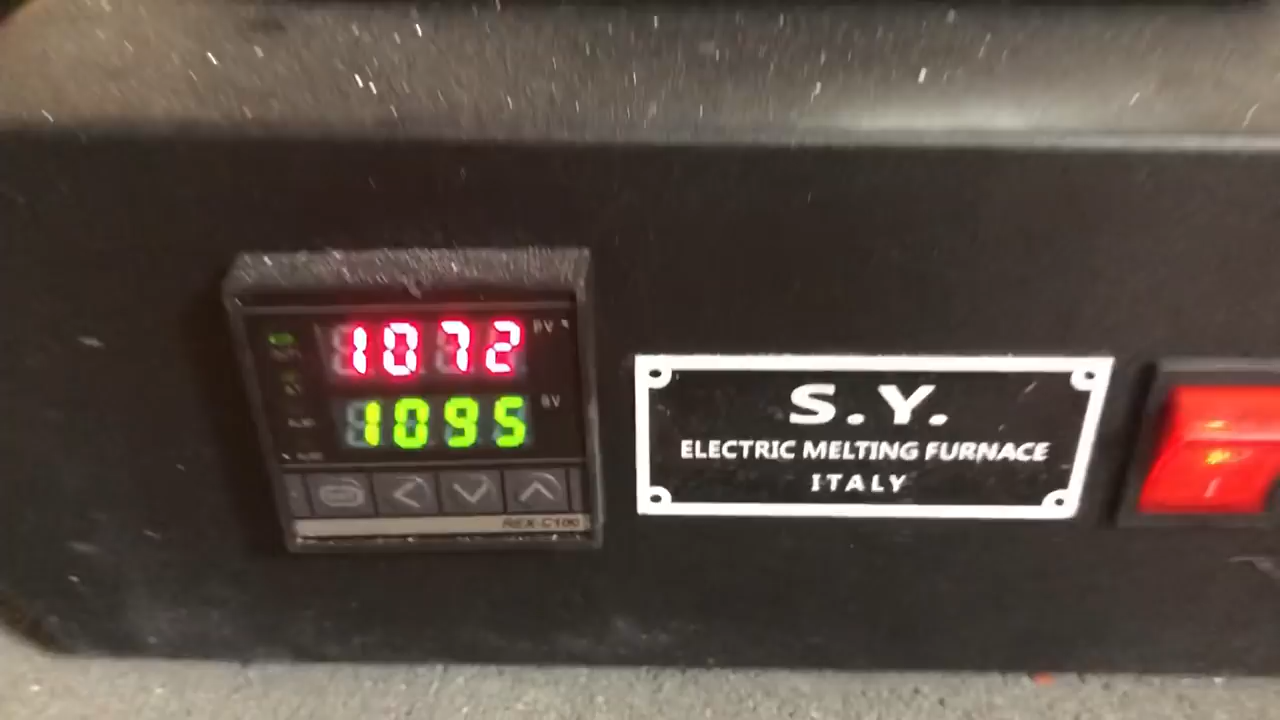 1072 PV
1095 SV
REX-C100
S.Y.
ELECTRIC MELTING FURNACE
ITALY